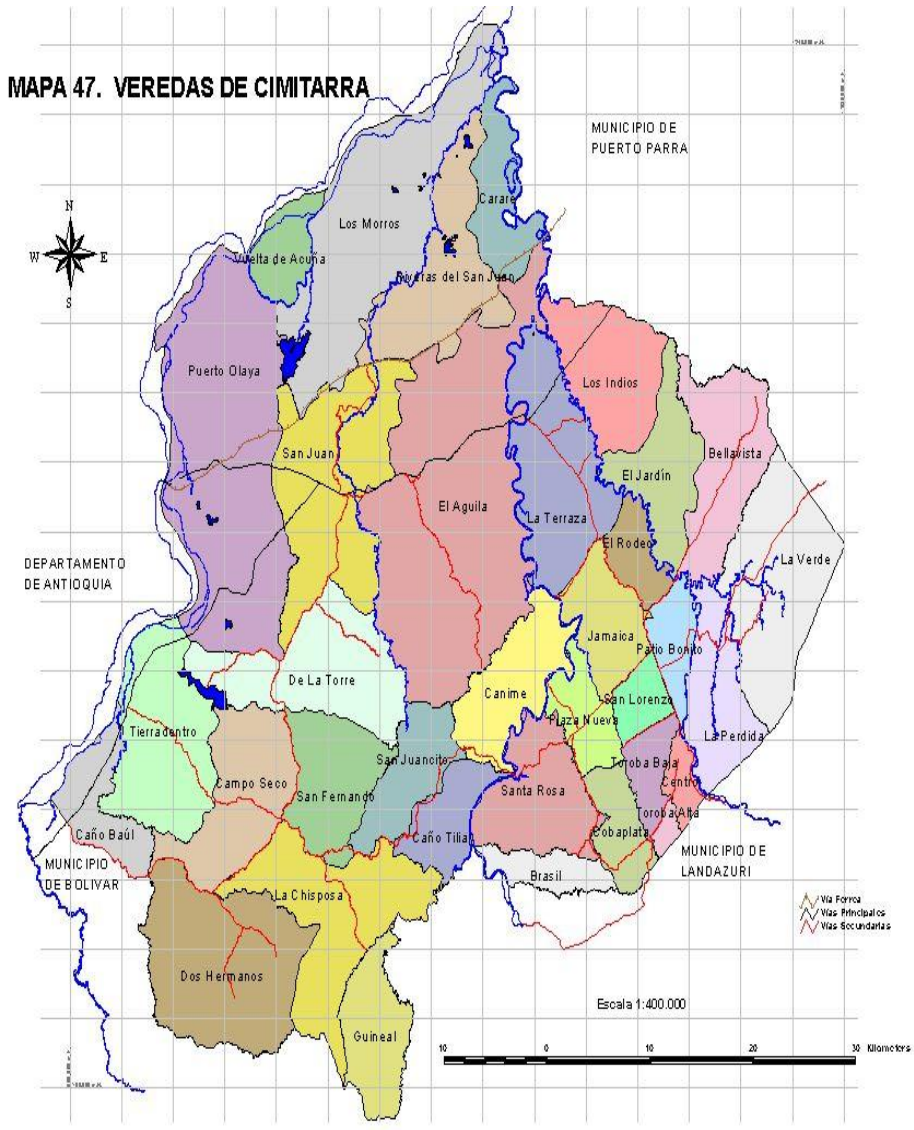 MAPA 47. VEREDAS DE CIMITARRA
MUNICIPIO DE
PUERTO PARRA
N
W
E
S
Carare
Los Morros
Vuelta de Acuña
Riveras del San Juan
Puerto Olaya
Los Indios
San Juan
Bellavista
El Jardín
El Aguila
La Terraza
El Rodeo
La Verde
DEPARTAMENTO
DE ANTIOQUIA
Jamaica
Patio Bonito
De La Torre
Canime
San Lorenzo
Plaza Nueva
La Perdida
Tierradentro
San Juancito
Toroba Baja
Centro
Campo Seco
San Fernando
Santa Rosa
Toroba Alta
Caño Baúl
Caño Tilia
Cobaplata
MUNICIPIO
DE BOLIVAR
MUNICIPIO DE
LANDAZURI
Brasil
La Chisposa
Vía Ferrea
Vías Principales
Vías Secundarias
Dos Hermanos
Escala 1:400.000
Guineal
10 0 10 20 30 Kilometers